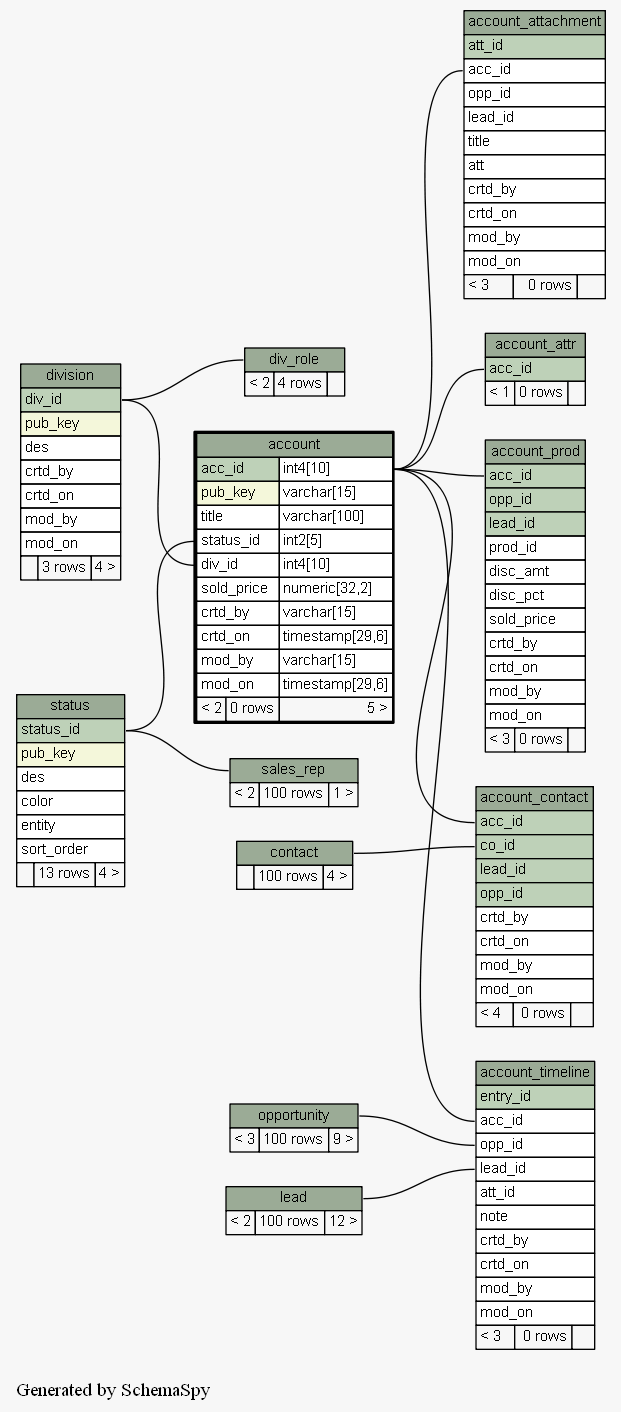 account_attachment
att_id
acc_id
opp_id
lead_id
title
att
crtd_by
crtd_on
mod_by
mod_on
< 3 0 rows
account_attr
acc_id
< 1 0 rows
div_role
< 2 4 rows
division
div_id
pub_key
des
crtd_by
crtd_on
mod_by
mod_on
3 rows 4 >
account
acc_id int4[10]
pub_key varchar[15]
title varchar[100]
status_id int2[5]
div_id int4[10]
sold_price numeric[32,2]
crtd_by varchar[15]
crtd_on timestamp[29,6]
mod_by varchar[15]
mod_on timestamp[29,6]
< 2 0 rows 5 >
account_prod
acc_id
opp_id
lead_id
prod_id
disc_amt
disc_pct
sold_price
crtd_by
crtd_on
mod_by
mod_on
< 3 0 rows
status
status_id
pub_key
des
color
entity
sort_order
13 rows 4 >
sales_rep
< 2 100 rows 1 >
contact
100 rows 4 >
account_contact
acc_id
co_id
lead_id
opp_id
crtd_by
crtd_on
mod_by
mod_on
< 4 0 rows
account_timeline
entry_id
acc_id
opp_id
lead_id
att_id
note
crtd_by
crtd_on
mod_by
mod_on
< 3 0 rows
opportunity
< 3 100 rows 9 >
lead
< 2 100 rows 12 >
Generated by SchemaSpy